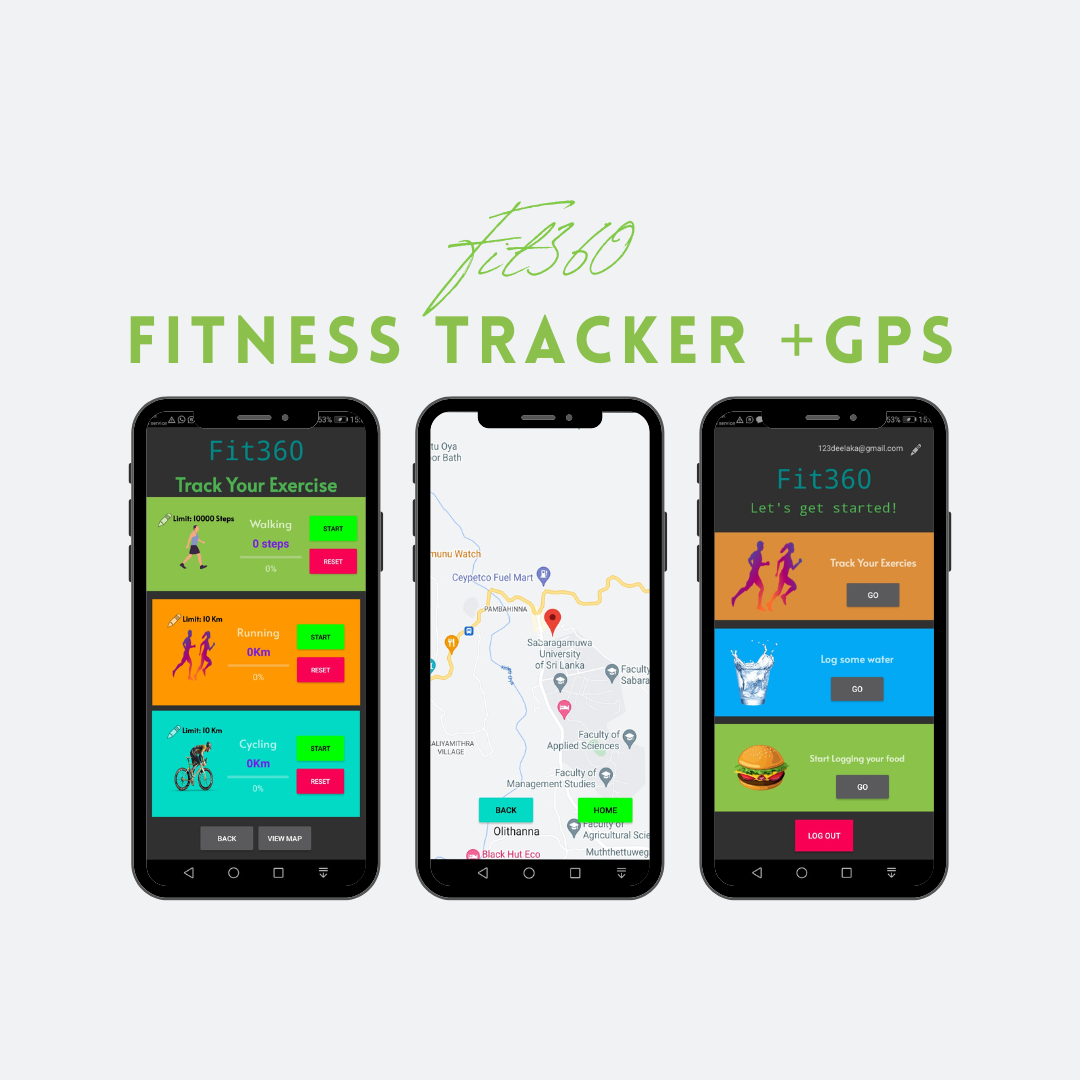 Fit360
FITNESS TRACKER +GPS
53%
15:
Fit360
Track Your Exercise
Limit: 10000 Steps
Walking
0 steps
0%
START
RESET
Limit: 10 Km
Running
0Km
0%
START
RESET
Limit: 10 Km
Cycling
0Km
0%
START
RESET
BACK
VIEW MAP
tu Oya
or Bath
munu Watch
Ceypetco Fuel Mart
PAMBAHINNA
Sabaragamuwa
University
of Sri Lanka
Faculty
Sabara
Faculty of
Applied Sciences
ALIYAMITHRA
VILLAGE
Faculty of
Management Studies
BACK
HOME
Olithanna
Faculty of
Agricultural Scie
Black Hut Eco
Muththettuweg
53%
15:
123deelaka@gmail.com
Fit360
Let's get started!
Track Your Exercies
GO
Log some water
GO
Start Logging your food
GO
LOG OUT